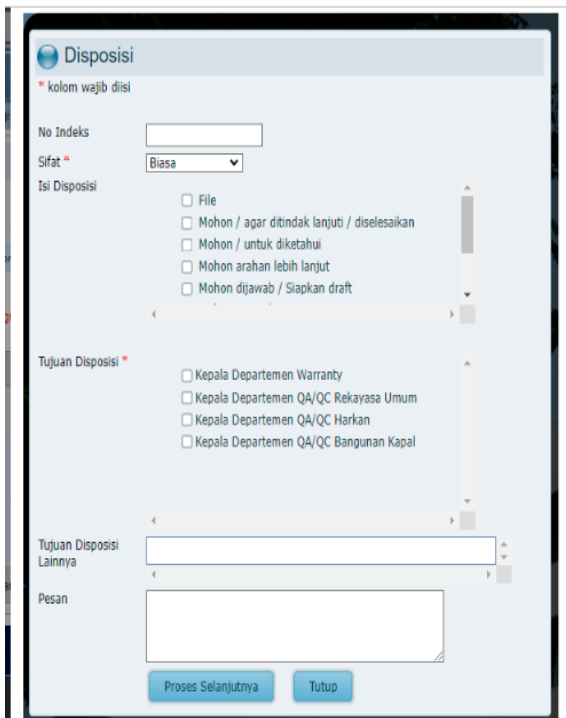 Disposisi
* kolom wajib diisi
No Indeks
Sifat *
Biasa
Isi Disposisi
File
Mohon / agar ditindak lanjuti / diselesaikan
Mohon / untuk diketahui
Mohon arahan lebih lanjut
Mohon dijawab / Siapkan draft
Tujuan Disposisi *
Kepala Departemen Warranty
Kepala Departemen QA/QC Rekayasa Umum
Kepala Departemen QA/QC Harkan
Kepala Departemen QA/QC Bangunan Kapal
Tujuan Disposisi
Lainnya
Pesan
Proses Selanjutnya Tutup